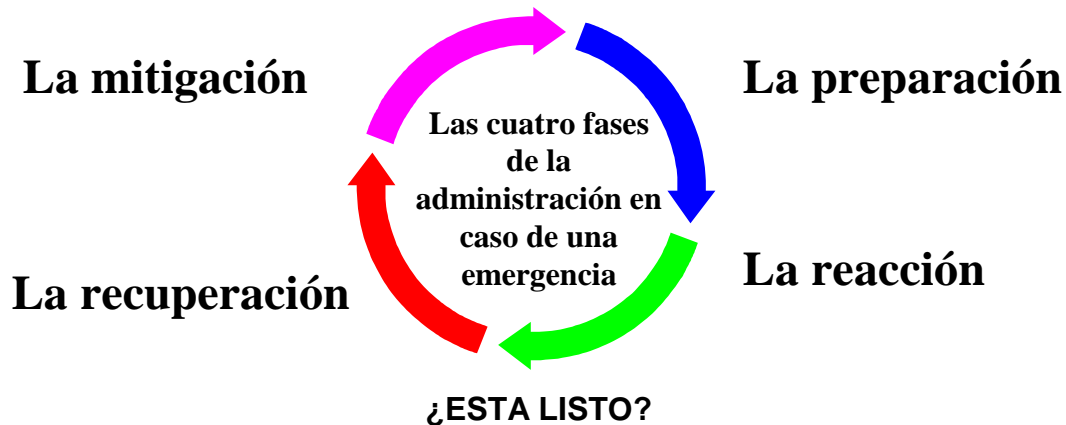 La mitigación
La preparación
Las cuatro fases
de la
administración en
caso de una
emergencia
La recuperación
La reacción
¿ESTA LISTO?